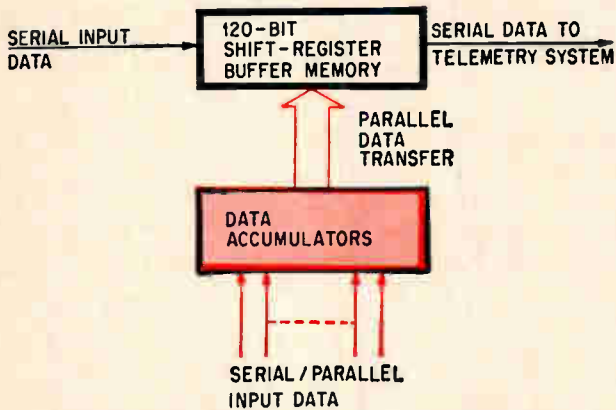 SERIAL INPUT
DATA
120-BIT
SHIFT-REGISTER
BUFFER MEMORY
SERIAL DATA TO
TELEMETRY SYSTEM
PARALLEL
DATA
TRANSFER
DATA
ACCUMULATORS
SERIAL/PARALLEL
INPUT DATA